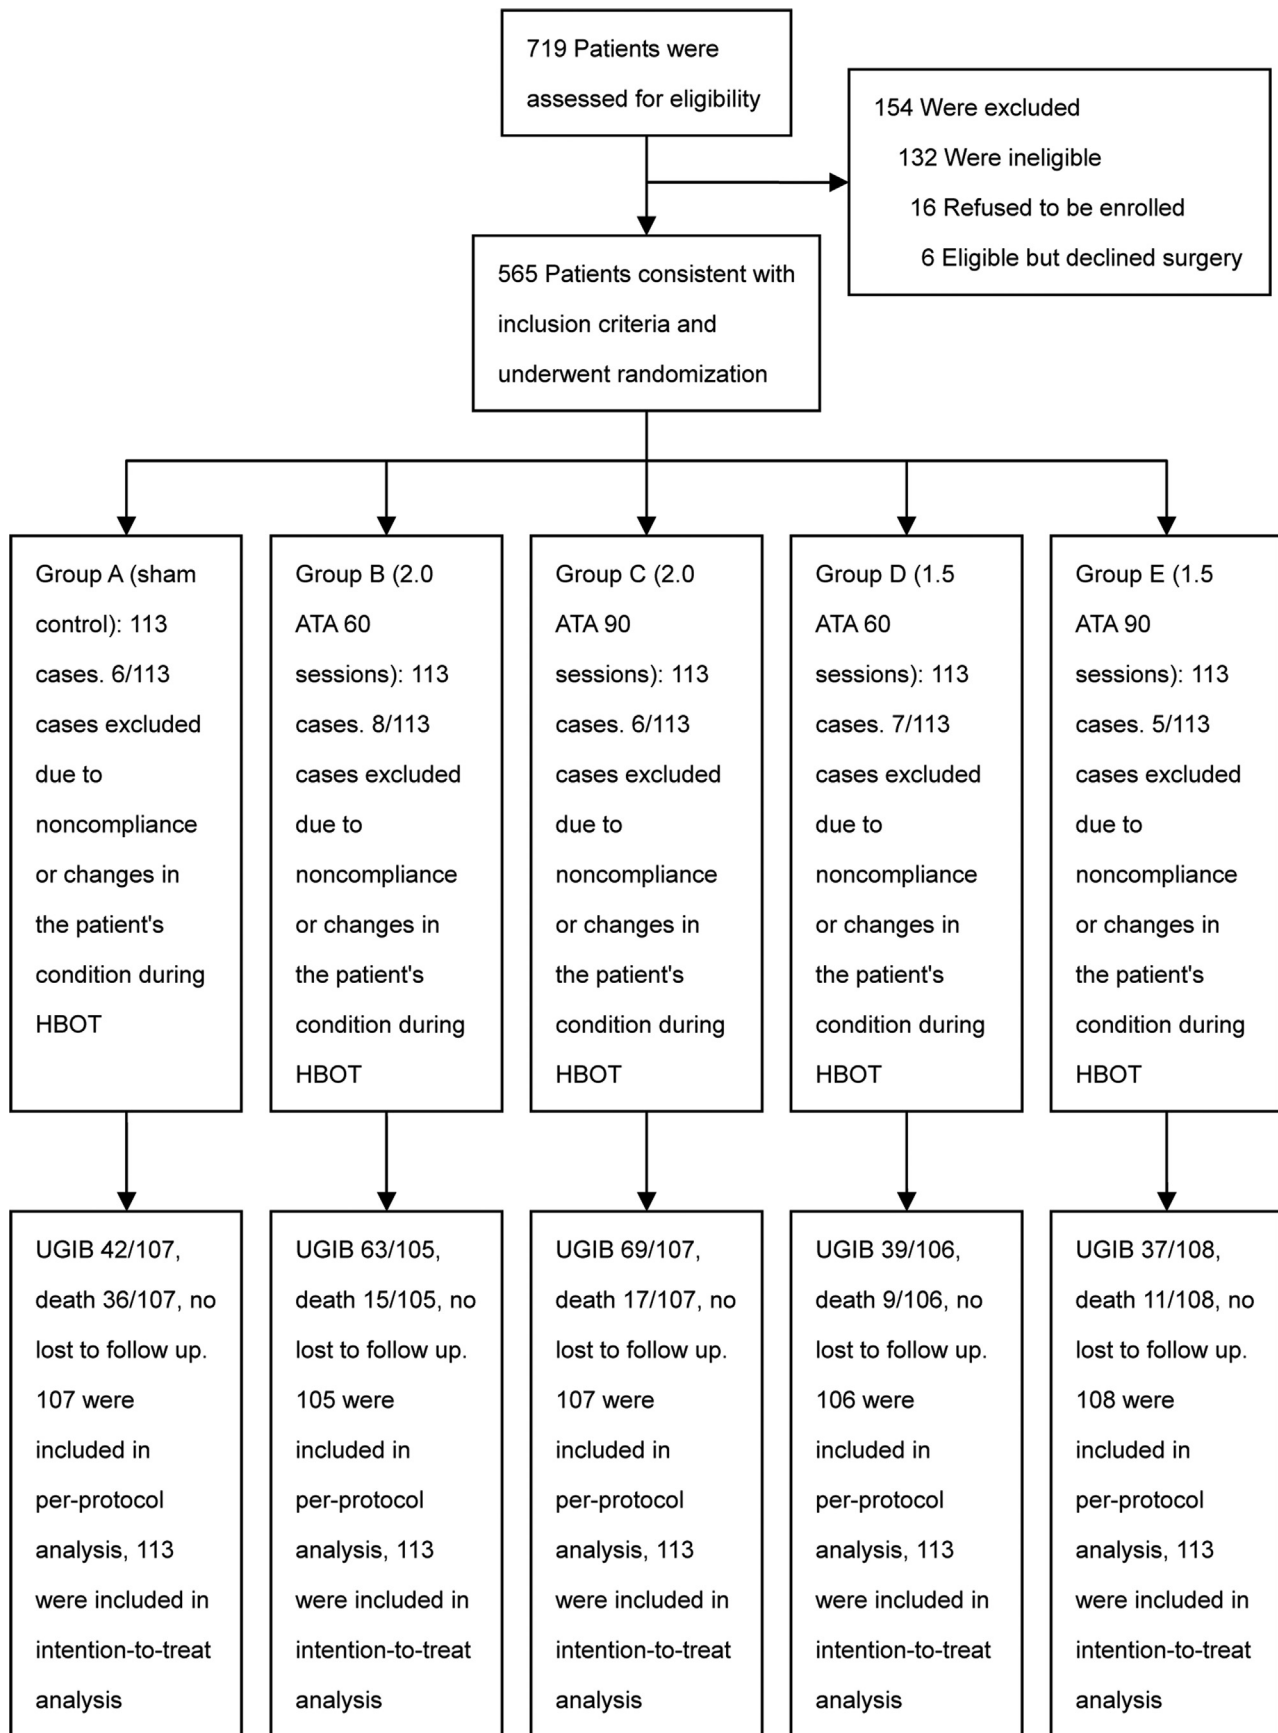 719 Patients were
assessed for eligibility
154 Were excluded
132 Were ineligible
16 Refused to be enrolled
6 Eligible but declined surgery
565 Patients consistent with
inclusion criteria and
underwent randomization
Group A (sham
control): 113
cases. 6/113
cases excluded
due to
noncompliance
or changes in
the patient's
condition during
HBOT
Group B (2.0
ATA 60
sessions): 113
cases. 8/113
cases excluded
due to
noncompliance
or changes in
the patient's
condition during
HBOT
Group C (2.0
ATA 90
sessions): 113
cases. 6/113
cases excluded
due to
noncompliance
or changes in
the patient's
condition during
HBOT
Group D (1.5
ATA 60
sessions): 113
cases. 7/113
cases excluded
due to
noncompliance
or changes in
the patient's
condition during
HBOT
Group E (1.5
ATA 90
sessions): 113
cases. 5/113
cases excluded
due to
noncompliance
or changes in
the patient's
condition during
HBOT
UGIB 42/107,
death 36/107, no
lost to follow up.
107 were
included in
per-protocol
analysis, 113
were included in
intention-to-treat
analysis
UGIB 63/105,
death 15/105, no
lost to follow up.
105 were
included in
per-protocol
analysis, 113
were included in
intention-to-treat
analysis
UGIB 69/107,
death 17/107, no
lost to follow up.
107 were
included in
per-protocol
analysis, 113
were included in
intention-to-treat
analysis
UGIB 39/106,
death 9/106, no
lost to follow up.
106 were
included in
per-protocol
analysis, 113
were included in
intention-to-treat
analysis
UGIB 37/108,
death 11/108, no
lost to follow up.
108 were
included in
per-protocol
analysis, 113
were included in
intention-to-treat
analysis